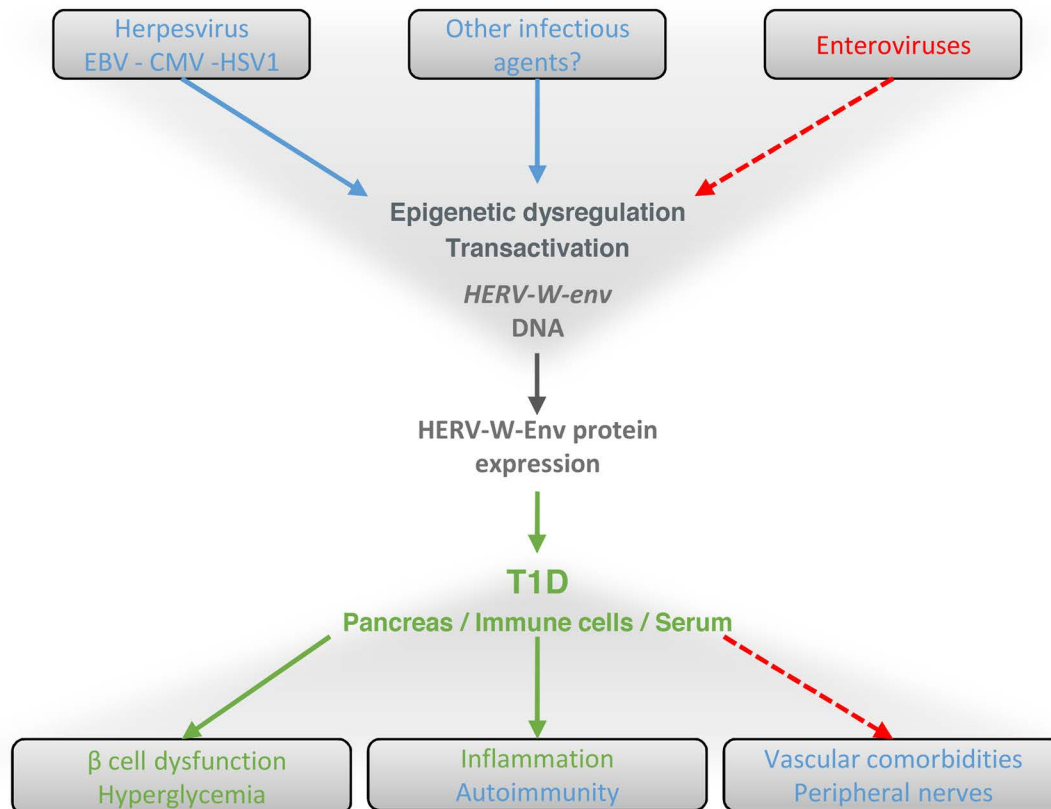 Herpesvirus
EBV - CMV -HSV1
Other infectious
agents?
Enteroviruses
Epigenetic dysregulation
Transactivation
HERV-W-env
DNA
HERV-W-Env protein
expression
T1D
Pancreas / Immune cells / Serum
β cell dysfunction
Hyperglycemia
Inflammation
Autoimmunity
Vascular comorbidities
Peripheral nerves